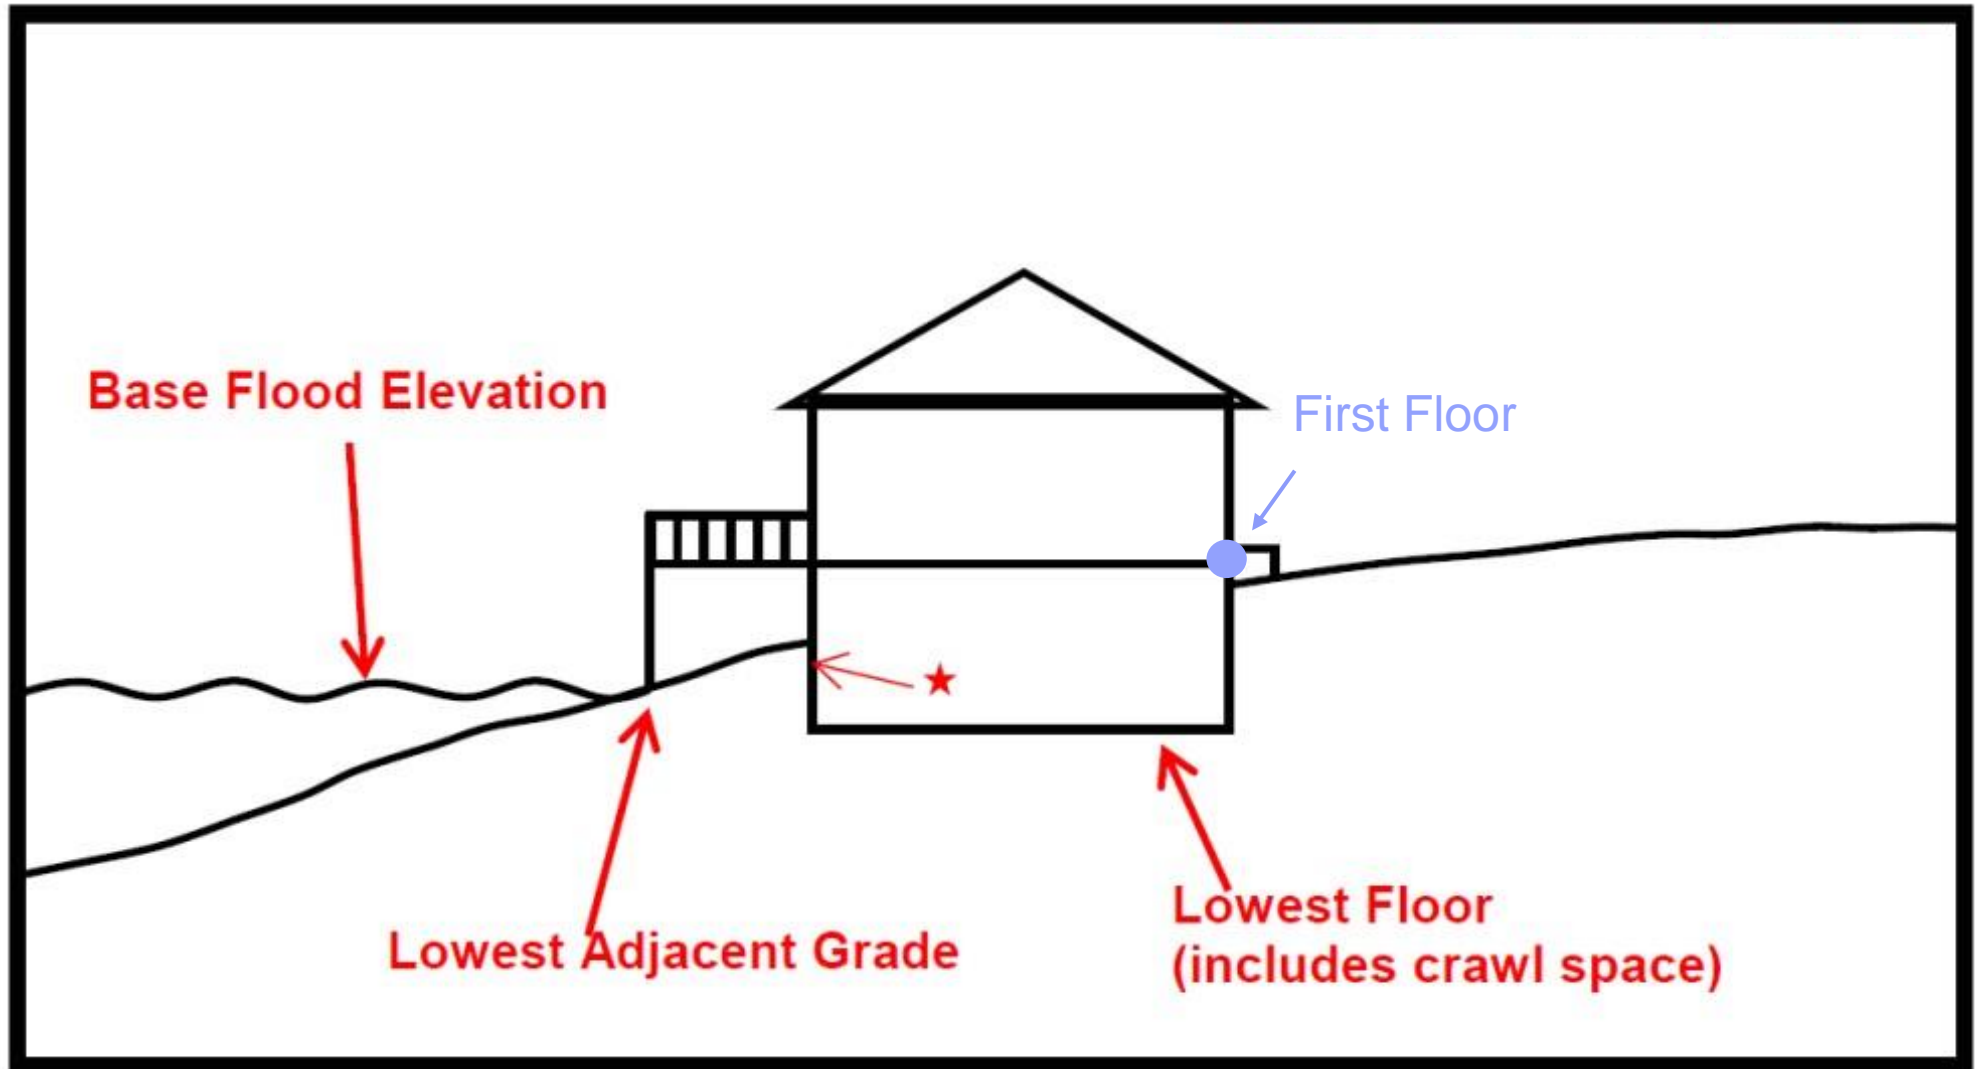 Base Flood Elevation
First Floor
Lowest Adjacent Grade
Lowest Floor
(includes crawl space)